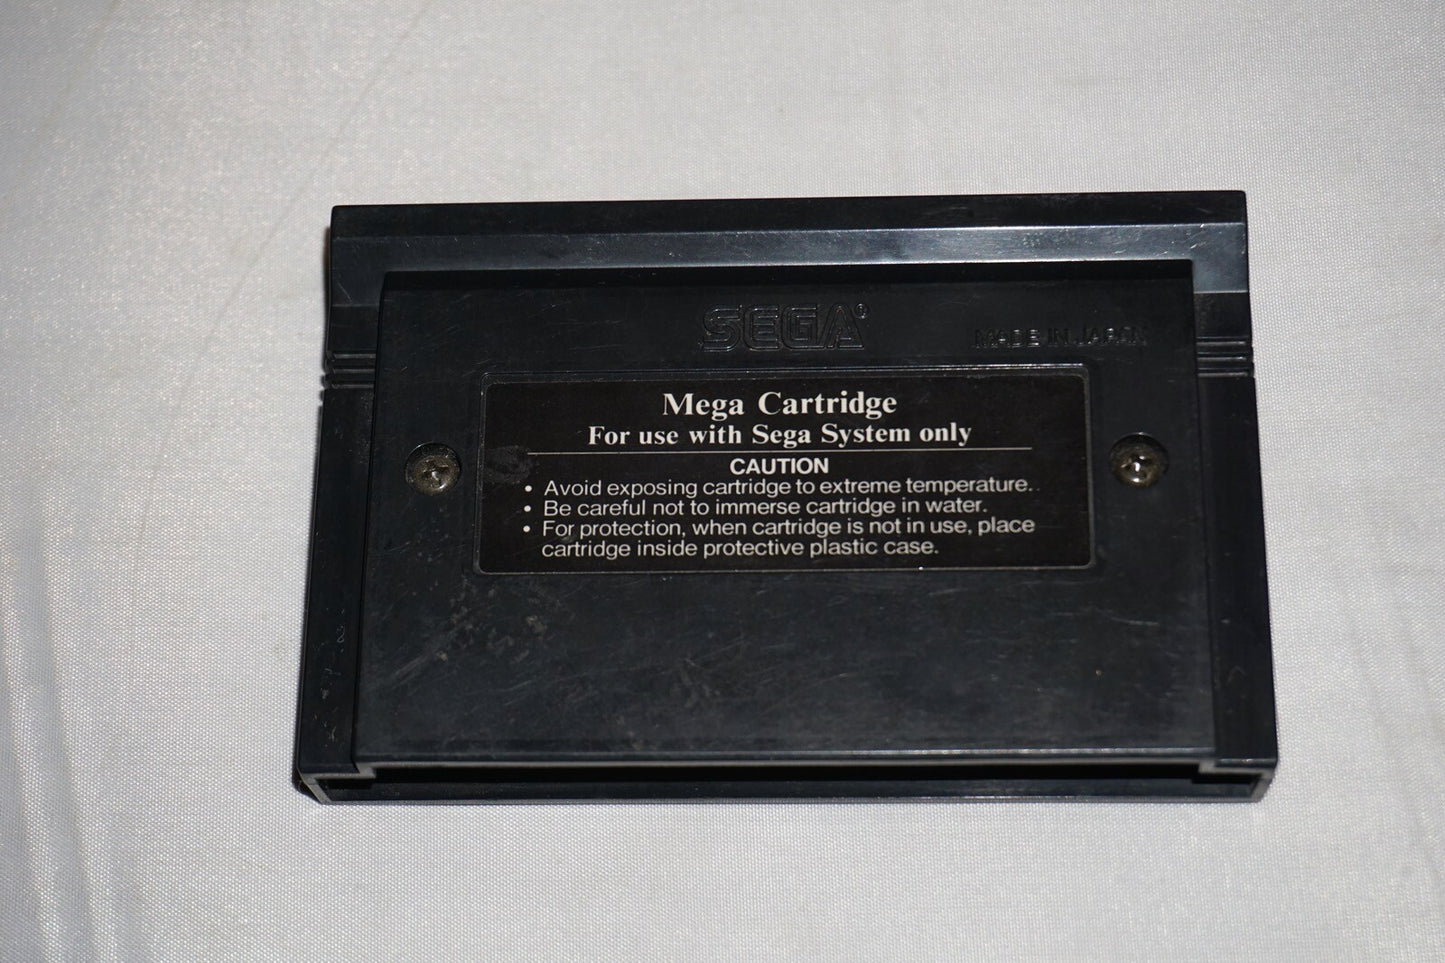 SEGA®
MADE IN JAPAN
Mega Cartridge
For use with Sega System only
CAUTION
• Avoid exposing cartridge to extreme temperature.
• Be careful not to immerse cartridge in water.
• For protection, when cartridge is not in use, place
cartridge inside protective plastic case.